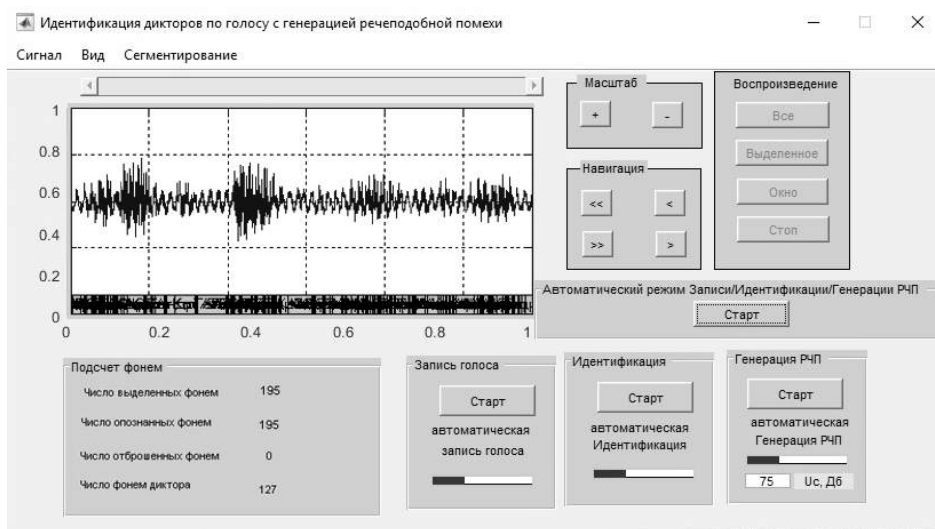 Идентификация дикторов по голосу с генерацией речеподобной помехи
Сигнал Вид Сегментирование
1
0.8
0.6
0.4
0.2
0
0 0.2 0.4 0.6 0.8 1
Масштаб
+ -
Навигация
<< <
>> >
Воспроизведение
Все
Выделенное
Окно
Стоп
Автоматический режим Записи/Идентификации/Генерации РЧП
Старт
Подсчет фонем
Число выделенных фонем 195
Число опознанных фонем 195
Число отброшенных фонем 0
Число фонем диктора 127
Запись голоса
Старт
автоматическая
запись голоса
Идентификация
Старт
автоматическая
Идентификация
Генерация РЧП
Старт
автоматическая
Генерация РЧП
75 Uc, Дб